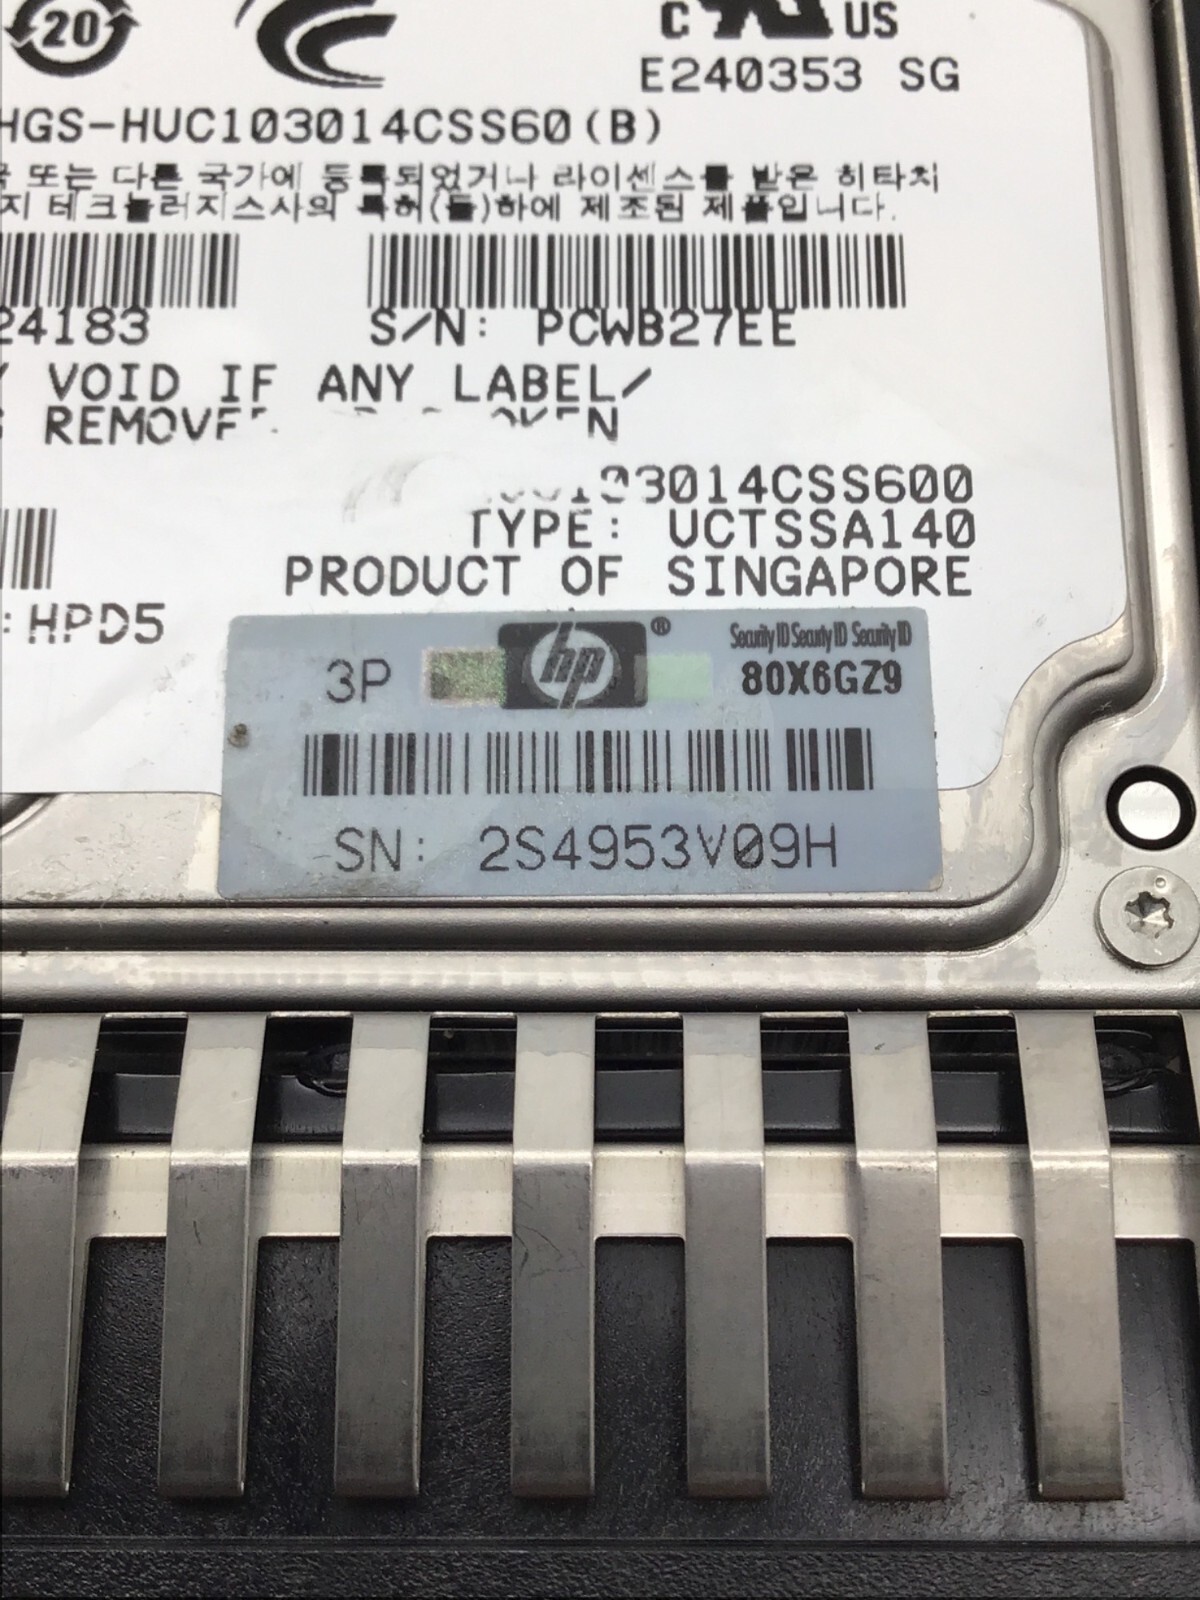 20
C US
E240353 SG
HGS-HUC103014CSS60(B)
또는 다른 국가에 등록되었거나 라이센스를 받은 히타치
지 테크놀러지스사의 특허(들)하에 제조된 제품입니다.
24183
S/N: PCWB27EE
VOID IF ANY LABEL/
REMOVE
103014CSS600
TYPE: UCTSSA140
PRODUCT OF SINGAPORE
:HPD5
3P
hp®
Security ID Security ID Security ID
80X6GZ9
SN: 2S4953V09H